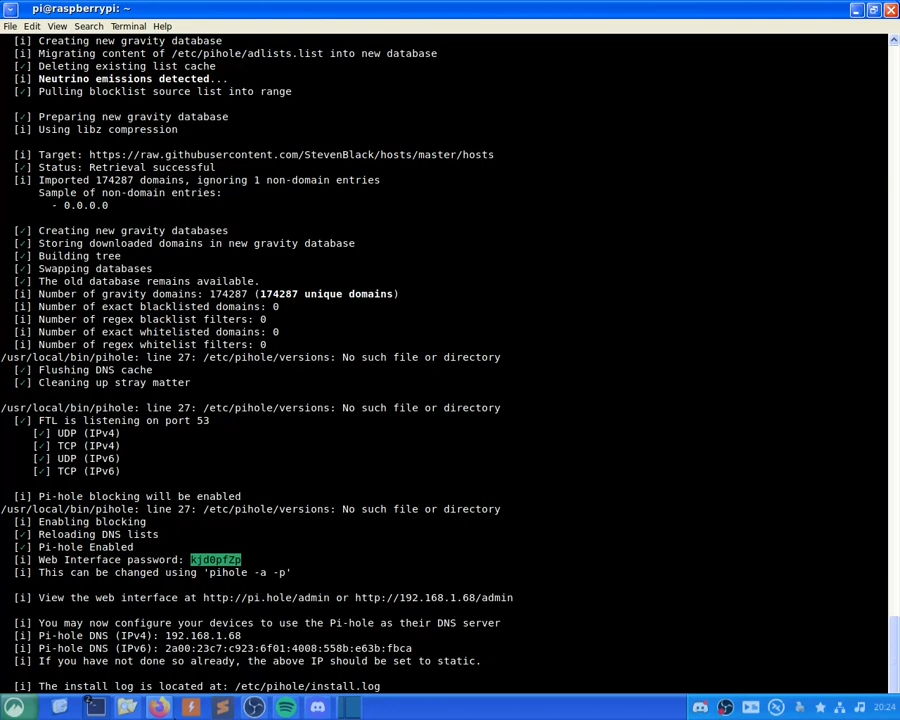 pi@raspberrypi: ~
File Edit View Search Terminal Help
[i] Creating new gravity database
[i] Migrating content of /etc/pihole/adlists.list into new database
[✓] Deleting existing list cache
[i] Neutrino emissions detected...
[✓] Pulling blocklist source list into range
[✓] Preparing new gravity database
[i] Using libz compression
[i] Target: https://raw.githubusercontent.com/StevenBlack/hosts/master/hosts
[✓] Status: Retrieval successful
[i] Imported 174287 domains, ignoring 1 non-domain entries
Sample of non-domain entries:
- 0.0.0.0
[✓] Creating new gravity databases
[✓] Storing downloaded domains in new gravity database
[✓] Building tree
[✓] Swapping databases
[✓] The old database remains available.
[i] Number of gravity domains: 174287 (174287 unique domains)
[i] Number of exact blacklisted domains: 0
[i] Number of regex blacklist filters: 0
[i] Number of exact whitelisted domains: 0
[i] Number of regex whitelist filters: 0
/usr/local/bin/pihole: line 27: /etc/pihole/versions: No such file or directory
[✓] Flushing DNS cache
[✓] Cleaning up stray matter
/usr/local/bin/pihole: line 27: /etc/pihole/versions: No such file or directory
[✓] FTL is listening on port 53
[✓] UDP (IPv4)
[✓] TCP (IPv4)
[✓] UDP (IPv6)
[✓] TCP (IPv6)
[i] Pi-hole blocking will be enabled
/usr/local/bin/pihole: line 27: /etc/pihole/versions: No such file or directory
[i] Enabling blocking
[✓] Reloading DNS lists
[✓] Pi-hole Enabled
[i] Web Interface password: kjd0pfZp
[i] This can be changed using 'pihole -a -p'
[i] View the web interface at http://pi.hole/admin or http://192.168.1.68/admin
[i] You may now configure your devices to use the Pi-hole as their DNS server
[i] Pi-hole DNS (IPv4): 192.168.1.68
[i] Pi-hole DNS (IPv6): 2a00:23c7:c923:6f01:4008:558b:e63b:fbca
[i] If you have not done so already, the above IP should be set to static.
[i] The install log is located at: /etc/pihole/install.log
20:24